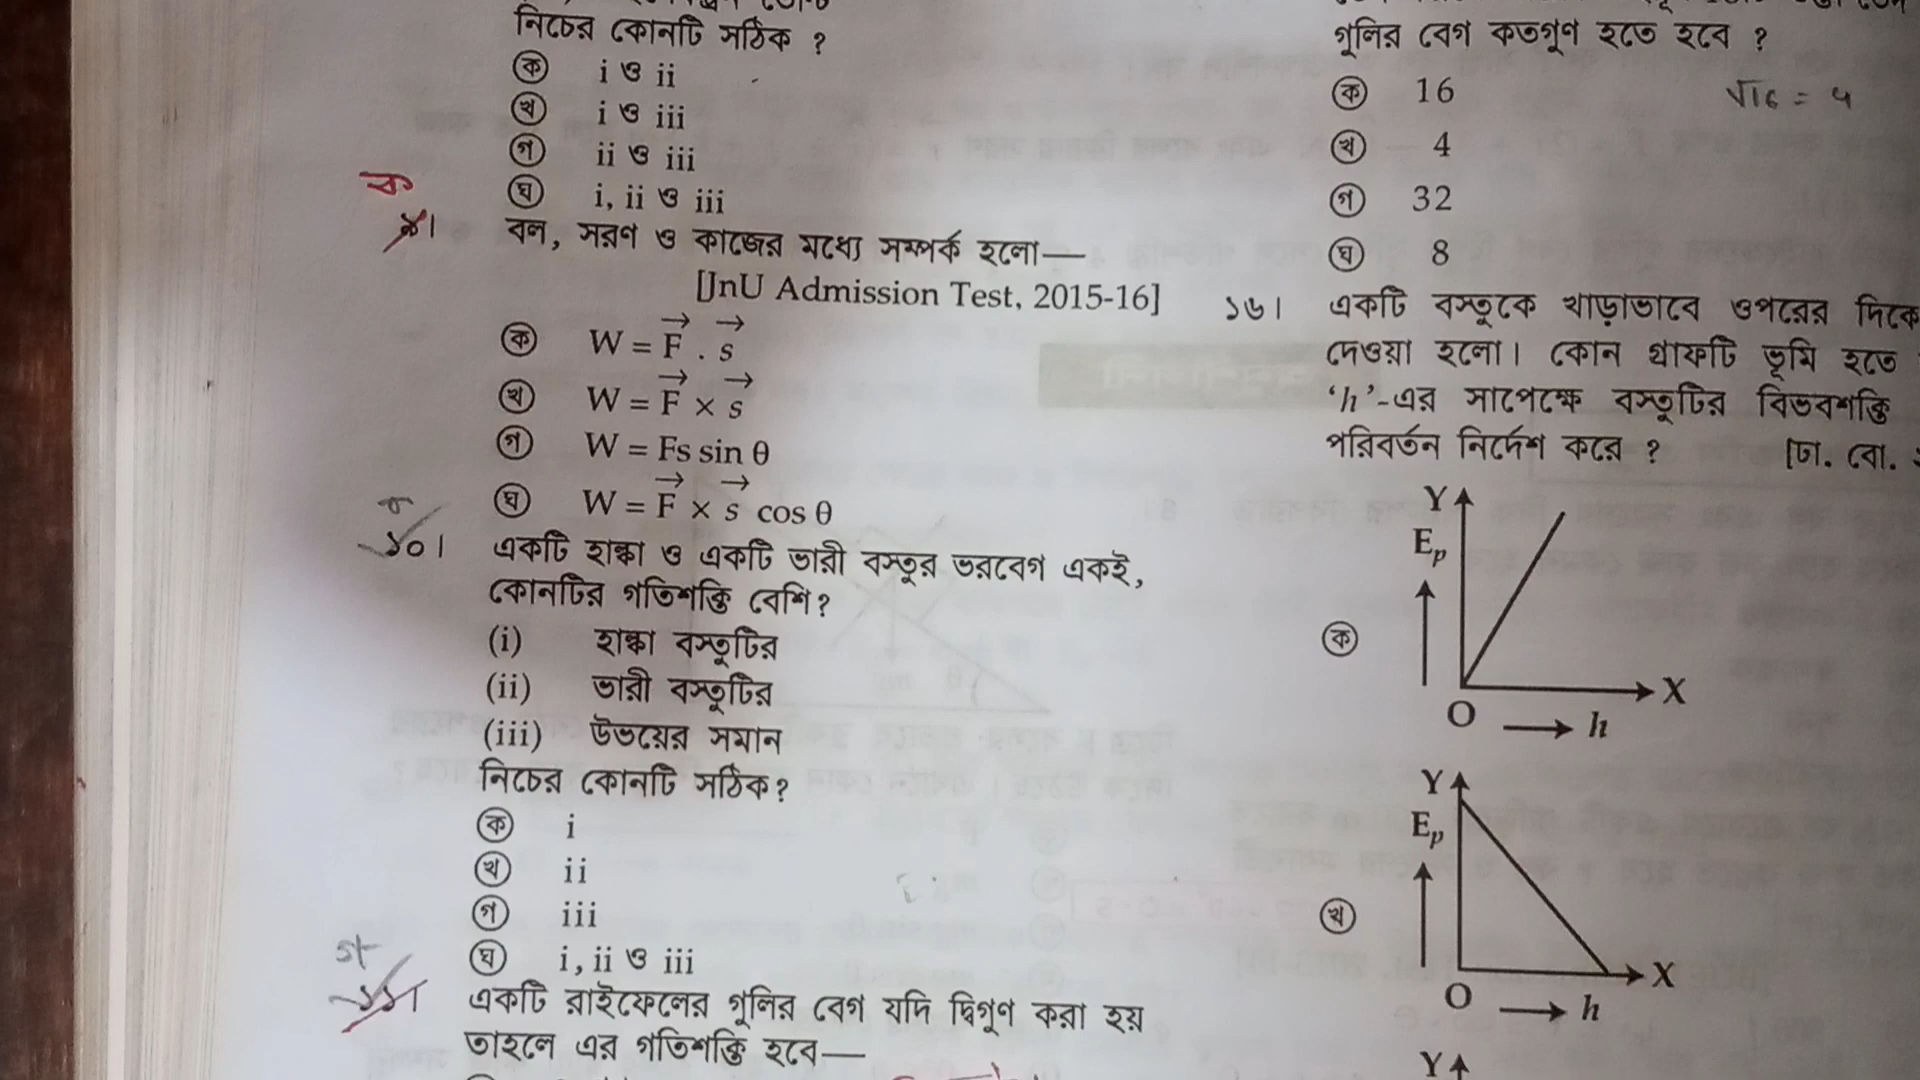 নিচের কোনটি সঠিক ?
ক i ও ii
খ i ও iii
গ ii ও iii
ঘ i, ii ও iii
ক
৯। বল, সরণ ও কাজের মধ্যে সম্পর্ক হলো—
[JnU Admission Test, 2015-16]
ক W = F⃗ . s⃗
খ W = F⃗ × s⃗
গ W = Fs sin θ
ঘ W = F⃗ × s⃗ cos θ
১০। একটি হাল্কা ও একটি ভারী বস্তুর ভরবেগ একই,
কোনটির গতিশক্তি বেশি?
(i) হাল্কা বস্তুটির
(ii) ভারী বস্তুটির
(iii) উভয়ের সমান
নিচের কোনটি সঠিক?
ক i
খ ii
গ iii
ঘ i, ii ও iii
১১। একটি রাইফেলের গুলির বেগ যদি দ্বিগুণ করা হয়
তাহলে এর গতিশক্তি হবে—
গুলির বেগ কতগুণ হতে হবে ?
ক 16
√16 = 4
খ 4
গ 32
ঘ 8
১৬। একটি বস্তুকে খাড়াভাবে ওপরের দিকে
দেওয়া হলো। কোন গ্রাফটি ভূমি হতে
‘h’-এর সাপেক্ষে বস্তুটির বিভবশক্তি
পরিবর্তন নির্দেশ করে ? [ঢা. বো.
Y
Ep
ক
X
O
h
Y
Ep
খ
X
O
h
Y